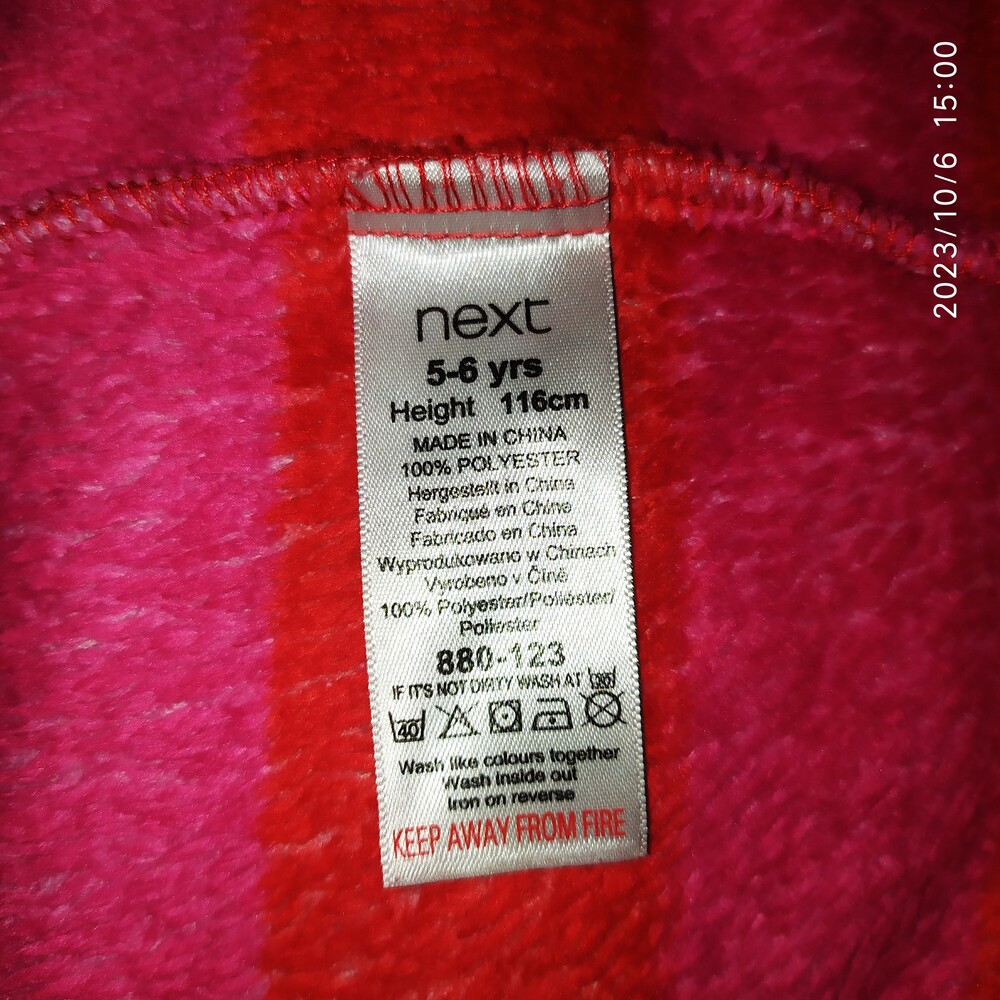 next
5-6 yrs
Height 116cm
MADE IN CHINA
100% POLYESTER
Hergestellt in China
Fabriqué en Chine
Fabricado en China
Wyprodukowano w Chinach
Vyrobeno v Číně
100% Polyester/Poliéster/
Poliester
880-123
IF IT'S NOT DIRTY WASH AT 30
40
Wash like colours together
Wash inside out
Iron on reverse
KEEP AWAY FROM FIRE
2023/10/6 15:00